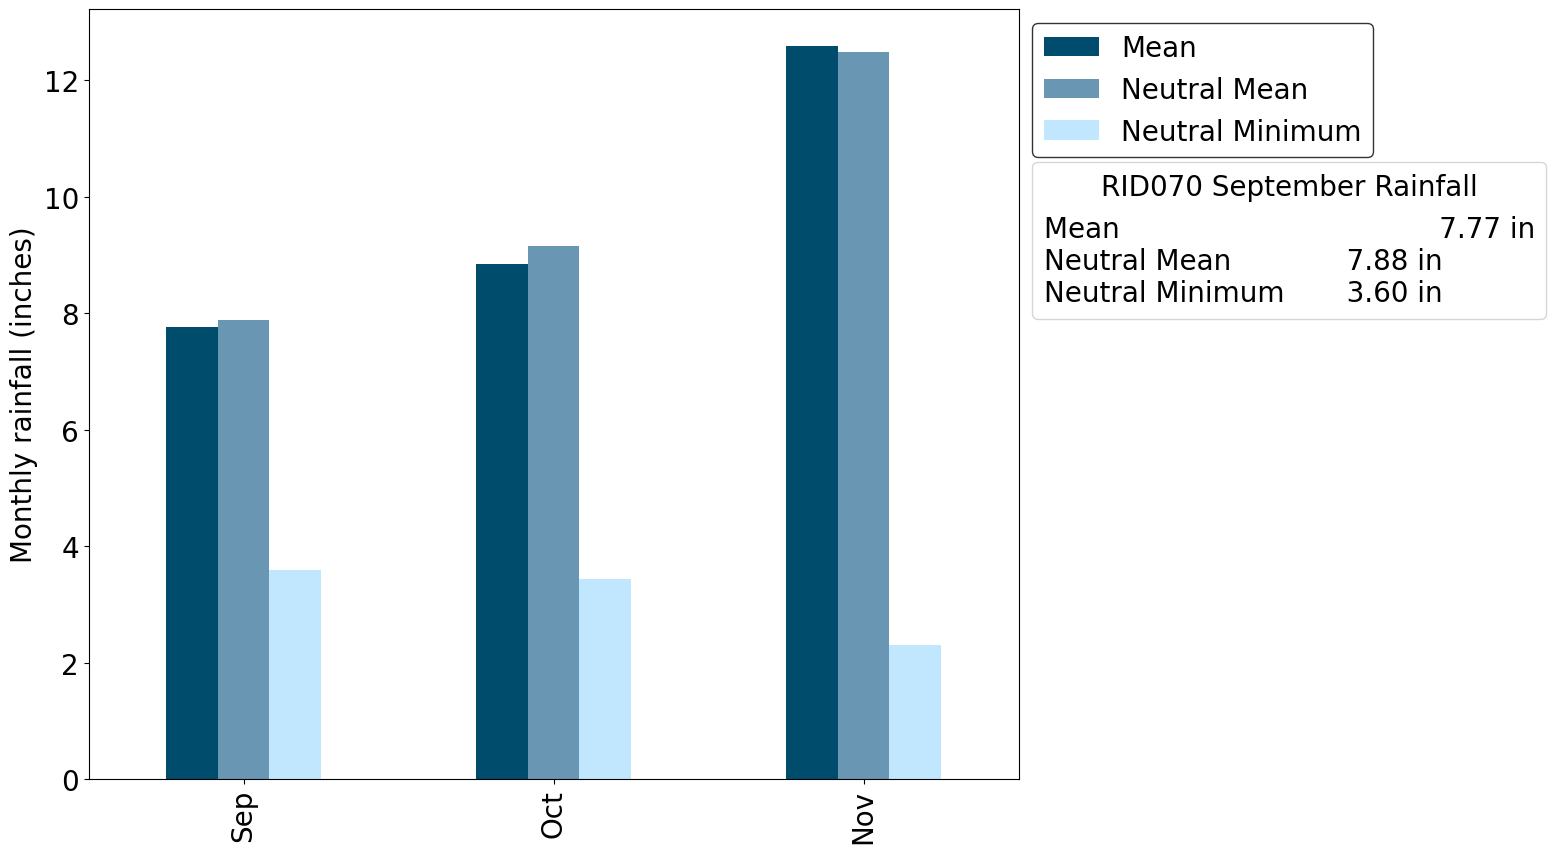 Monthly rainfall (inches)
12
10
8
6
4
2
0
Sep
Oct
Nov
Mean
Neutral Mean
Neutral Minimum
RID070 September Rainfall
Mean 7.77 in
Neutral Mean 7.88 in
Neutral Minimum 3.60 in